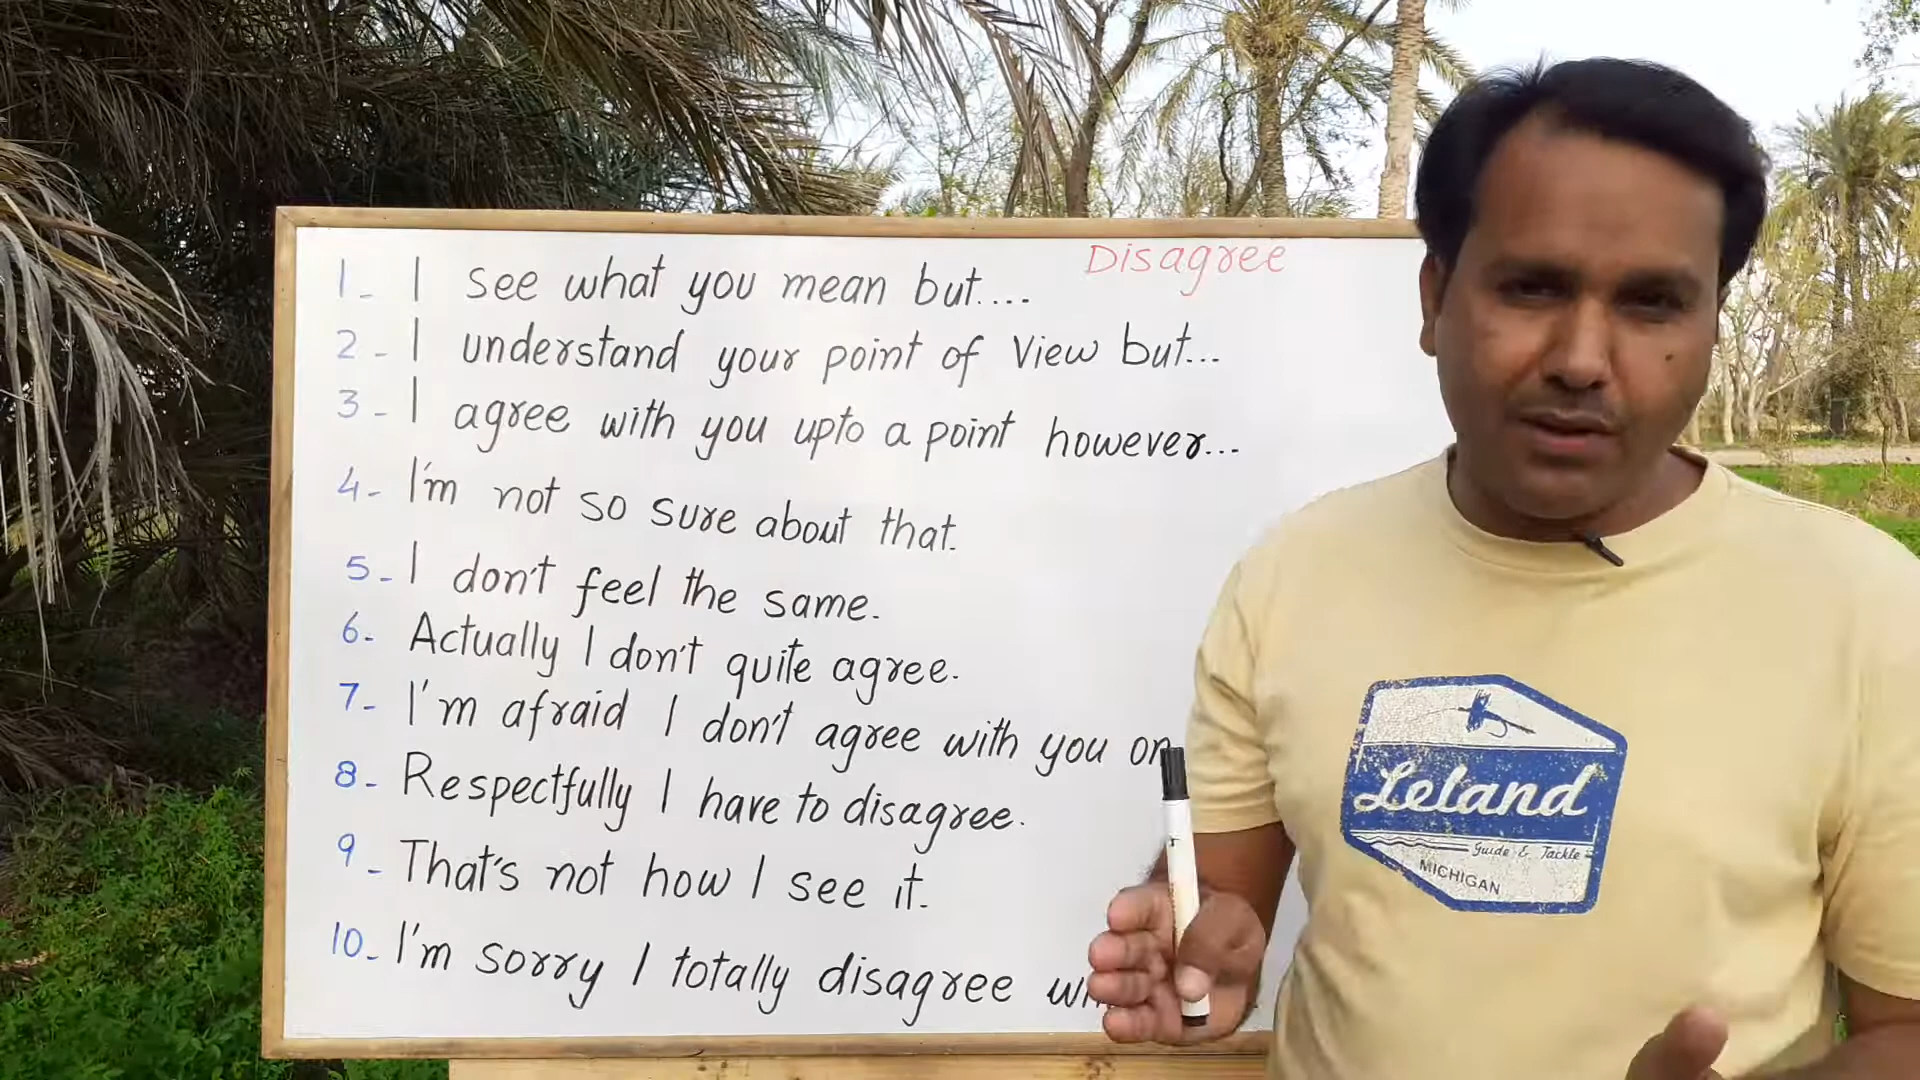 Disagree
1- I see what you mean but....
2- I understand your point of view but...
3- I agree with you upto a point however...
4- I'm not so sure about that.
5- I don't feel the same.
6- Actually I don't quite agree.
7- I'm afraid I don't agree with you on
8- Respectfully I have to disagree.
9- That's not how I see it.
10- I'm sorry I totally disagree
Leland
Guide & Tackle
MICHIGAN